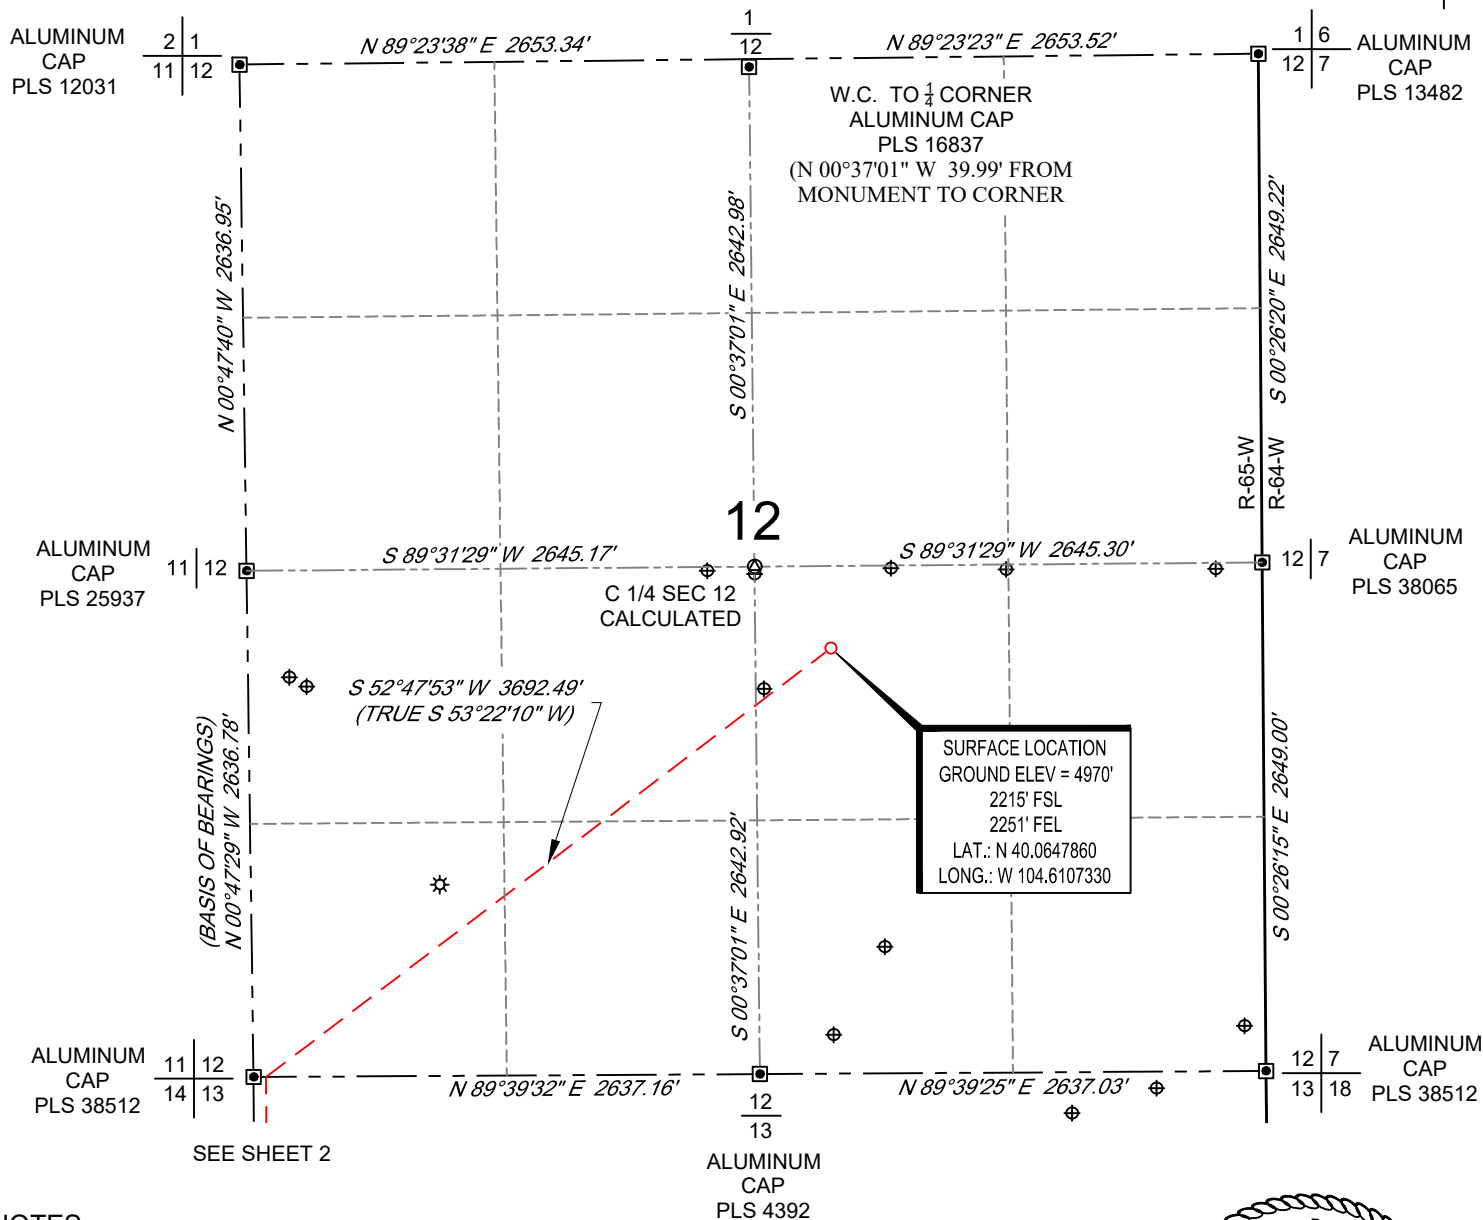 ALUMINUM
CAP
PLS 12031
2 1
11 12
N 89°23'38" E 2653.34'
1
12
N 89°23'23" E 2653.52'
1 6
12 7
ALUMINUM
CAP
PLS 13482
W.C. TO 1/4 CORNER
ALUMINUM CAP
PLS 16837
(N 00°37'01" W 39.99' FROM
MONUMENT TO CORNER
N 00°47'40" W 2636.95'
S 00°37'01" E 2642.98'
S 00°26'20" E 2649.22'
R-65-W
R-64-W
12
ALUMINUM
CAP
PLS 25937
11 12
S 89°31'29" W 2645.17'
S 89°31'29" W 2645.30'
12 7
ALUMINUM
CAP
PLS 38065
C 1/4 SEC 12
CALCULATED
S 52°47'53" W 3692.49'
(TRUE S 53°22'10" W)
(BASIS OF BEARINGS)
N 00°47'29" W 2636.78'
SURFACE LOCATION
GROUND ELEV = 4970'
2215' FSL
2251' FEL
LAT.: N 40.0647860
LONG.: W 104.6107330
S 00°37'01" E 2642.92'
S 00°26'15" E 2649.00'
ALUMINUM
CAP
PLS 38512
11 12
14 13
N 89°39'32" E 2637.16'
12
13
N 89°39'25" E 2637.03'
12 7
13 18
ALUMINUM
CAP
PLS 38512
SEE SHEET 2
ALUMINUM
CAP
PLS 4392